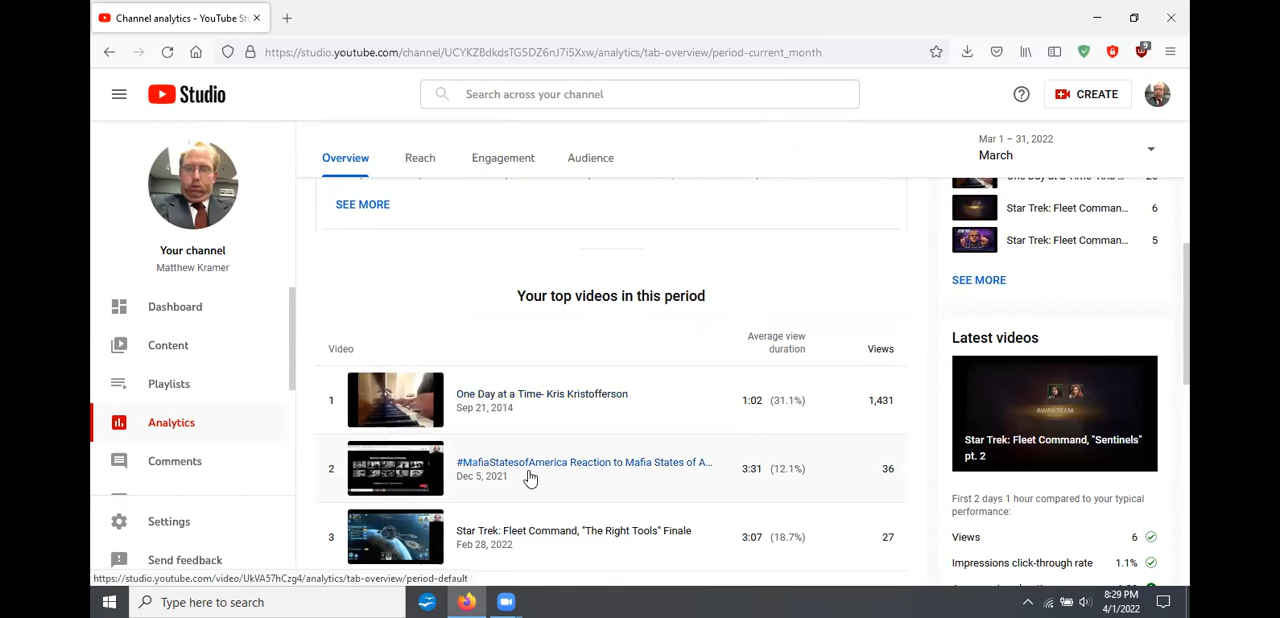 Channel analytics - YouTube St
https://studio.youtube.com/channel/UCYKZBdkdsTG5DZ6nJ7i5Xxw/analytics/tab-overview/period-current_month
9
Studio
Search across your channel
CREATE
Overview
Reach
Engagement
Audience
Mar 1 – 31, 2022
March
Your channel
Matthew Kramer
Dashboard
Content
Playlists
Analytics
Comments
Settings
Send feedback
SEE MORE
Your top videos in this period
Video
Average view duration
Views
1
One Day at a Time- Kris Kristofferson
Sep 21, 2014
1:02 (31.1%)
1,431
2
#MafiaStatesofAmerica Reaction to Mafia States of A...
Dec 5, 2021
3:31 (12.1%)
36
3
Star Trek: Fleet Command, "The Right Tools" Finale
Feb 28, 2022
3:07 (18.7%)
27
Star Trek: Fleet Comman... 6
Star Trek: Fleet Comman... 5
SEE MORE
Latest videos
AWAY TEAM
Star Trek: Fleet Command, "Sentinels"
pt. 2
First 2 days 1 hour compared to your typical
performance:
Views 6
Impressions click-through rate 1.1%
https://studio.youtube.com/video/UkVA57hCzg4/analytics/tab-overview/period-default
Type here to search
8:29 PM
4/1/2022